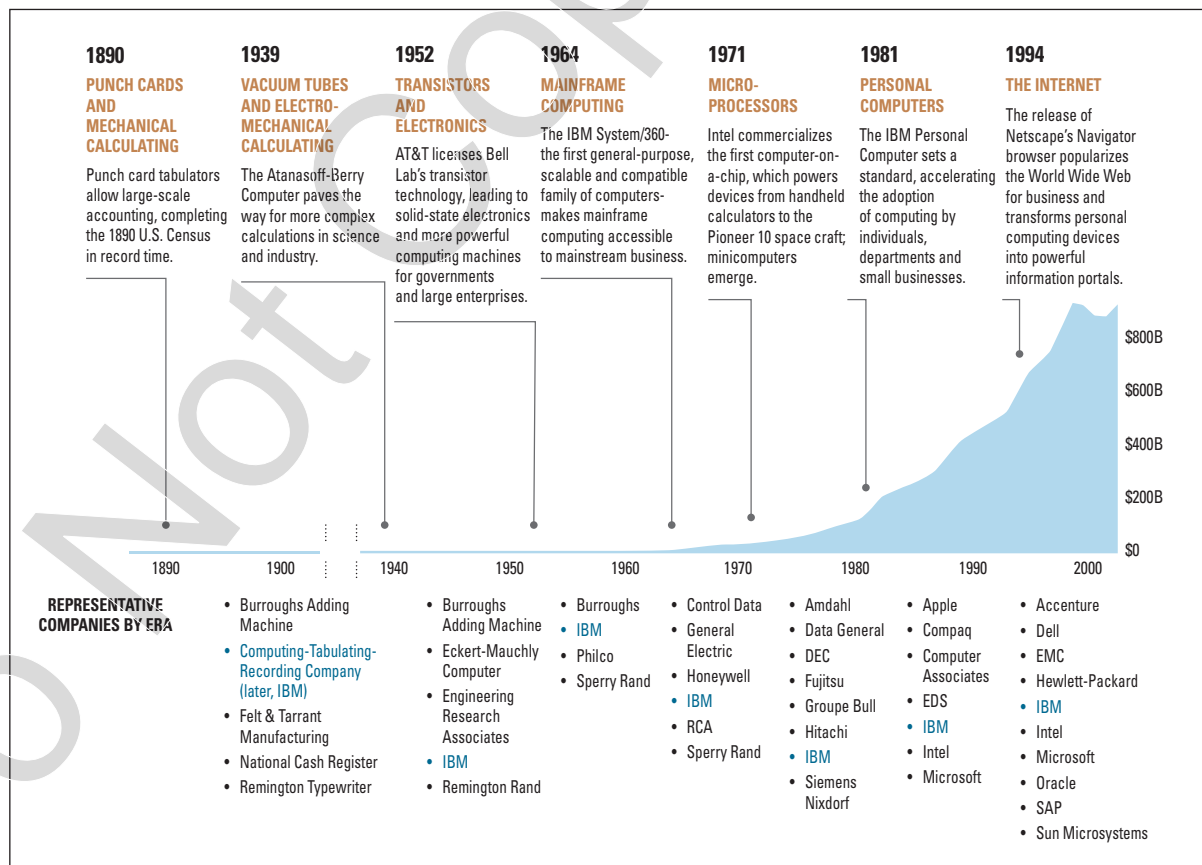 1890
PUNCH CARDS
AND
MECHANICAL
CALCULATING
Punch card tabulators
allow large-scale
accounting, completing
the 1890 U.S. Census
in record time.
1939
VACUUM TUBES
AND ELECTRO-
MECHANICAL
CALCULATING
The Atanasoff-Berry
Computer paves the
way for more complex
calculations in science
and industry.
1952
TRANSISTORS
AND
ELECTRONICS
AT&T licenses Bell
Lab's transistor
technology, leading to
solid-state electronics
and more powerful
computing machines
for governments
and large enterprises.
1964
MAINFRAME
COMPUTING
The IBM System/360-
the first general-purpose,
scalable and compatible
family of computers-
makes mainframe
computing accessible
to mainstream business.
1971
MICRO-
PROCESSORS
Intel commercializes
the first computer-on-
a-chip, which powers
devices from handheld
calculators to the
Pioneer 10 space craft;
minicomputers
emerge.
1981
PERSONAL
COMPUTERS
The IBM Personal
Computer sets a
standard, accelerating
the adoption
of computing by
individuals,
departments and
small businesses.
1994
THE INTERNET
The release of
Netscape's Navigator
browser popularizes
the World Wide Web
for business and
transforms personal
computing devices
into powerful
information portals.
$800B
$600B
$400B
$200B
$0
1890 1900 1940 1950 1960 1970 1980 1990 2000
REPRESENTATIVE
COMPANIES BY ERA
• Burroughs Adding
Machine
• Computing-Tabulating-
Recording Company
(later, IBM)
• Felt & Tarrant
Manufacturing
• National Cash Register
• Remington Typewriter
• Burroughs
Adding Machine
• Eckert-Mauchly
Computer
• Engineering
Research
Associates
• IBM
• Remington Rand
• Burroughs
• IBM
• Philco
• Sperry Rand
• Control Data
• General
Electric
• Honeywell
• IBM
• RCA
• Sperry Rand
• Amdahl
• Data General
• DEC
• Fujitsu
• Groupe Bull
• Hitachi
• IBM
• Siemens
Nixdorf
• Apple
• Compaq
• Computer
Associates
• EDS
• IBM
• Intel
• Microsoft
• Accenture
• Dell
• EMC
• Hewlett-Packard
• IBM
• Intel
• Microsoft
• Oracle
• SAP
• Sun Microsystems
o Not Cop